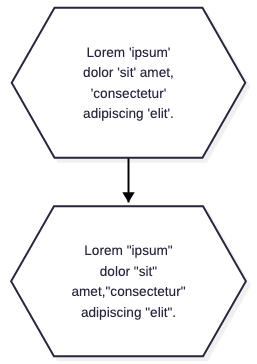 Lorem 'ipsum'
dolor 'sit' amet,
'consectetur'
adipiscing 'elit'.
Lorem "ipsum"
dolor "sit"
amet,"consectetur"
adipiscing "elit".